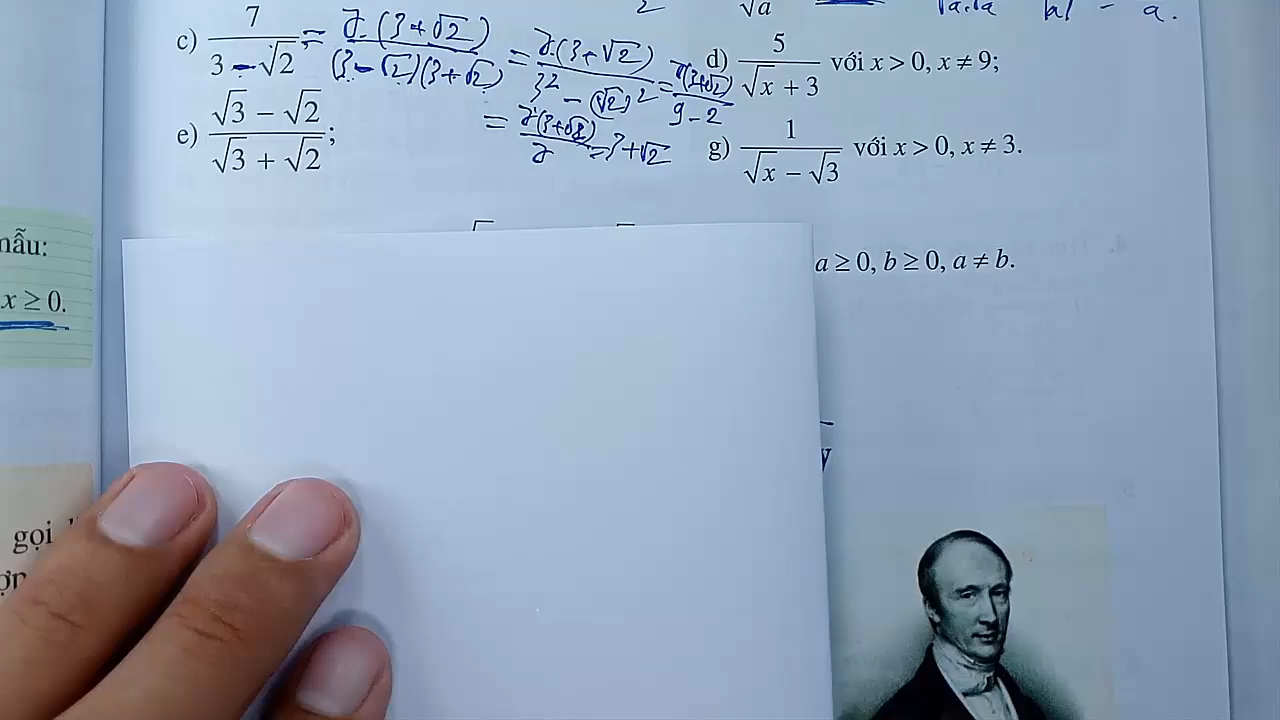 2 √a √a.√a |a| = a.
c) 7/(3 - √2) = 7.(3+√2)/((3-√2)(3+√2)) = 7.(3+√2)/(3² - (√2)²) = 7(3+√2)/(9-2)
d) 5/(√x + 3) với x > 0, x ≠ 9;
= 7(3+√2)/7 = 3+√2
e) (√3 - √2)/(√3 + √2);
g) 1/(√x - √3) với x > 0, x ≠ 3.
mẫu:
a ≥ 0, b ≥ 0, a ≠ b.
x ≥ 0.
y
gọi